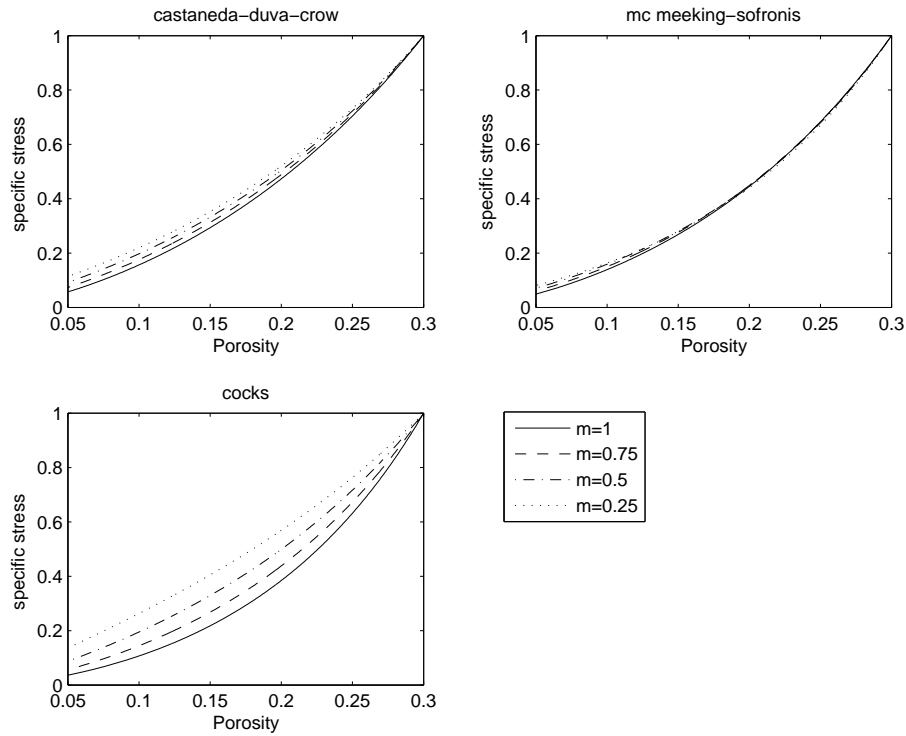 castaneda-duva-crow
1
0.8
0.6
0.4
0.2
0
specific stress
0.05 0.1 0.15 0.2 0.25 0.3
Porosity
mc meeking-sofronis
1
0.8
0.6
0.4
0.2
0
specific stress
0.05 0.1 0.15 0.2 0.25 0.3
Porosity
cocks
1
0.8
0.6
0.4
0.2
0
specific stress
0.05 0.1 0.15 0.2 0.25 0.3
Porosity
m=1
m=0.75
m=0.5
m=0.25